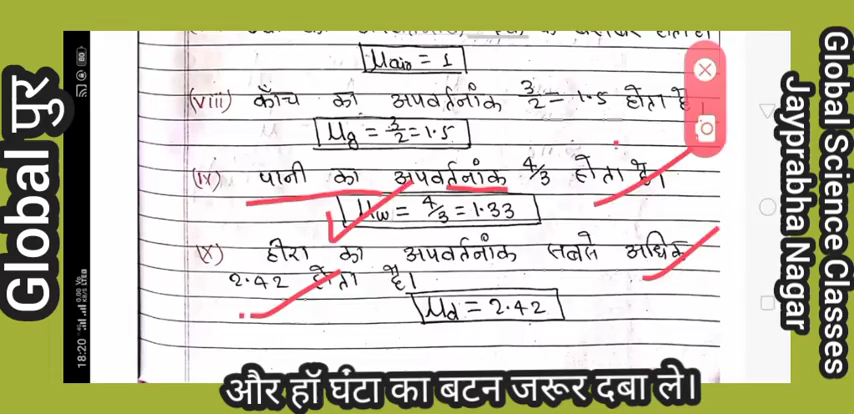 Global पुर
μair = 1
(viii) काँच का अपवर्तनांक 3/2 = 1.5 होता है
μg = 3/2 = 1.5
(ix) पानी का अपवर्तनांक 4/3 होता है।
μw = 4/3 = 1.33
(x) हीरा का अपवर्तनांक सबसे अधिक
2.42 होता है।
μd = 2.42
18:20
80
Global Science Classes
Jayprabha Nagar
और हाँ घंटा का बटन जरूर दबा ले।